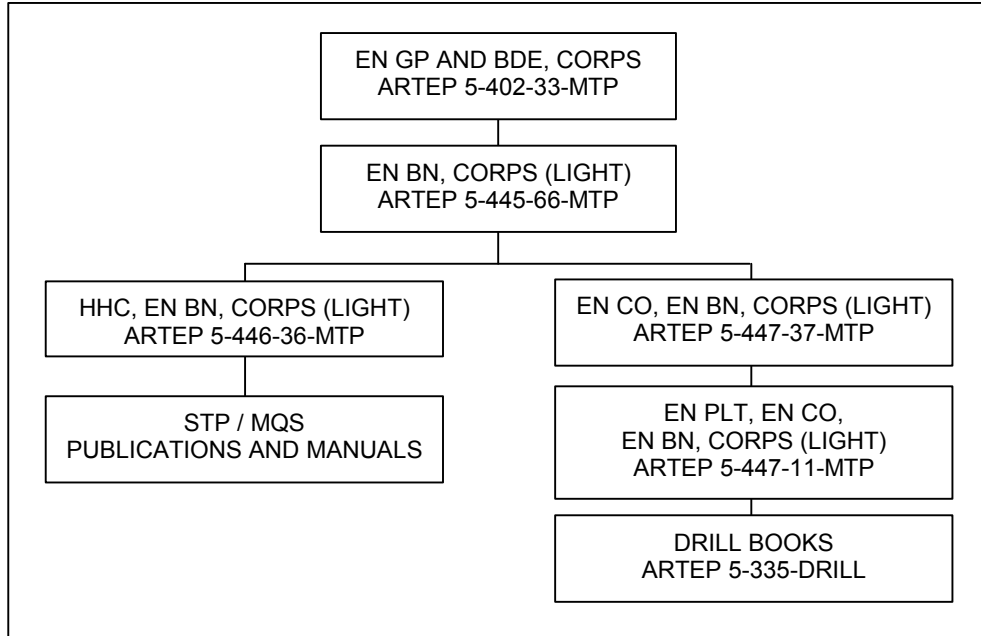 EN GP AND BDE, CORPS
ARTEP 5-402-33-MTP
EN BN, CORPS (LIGHT)
ARTEP 5-445-66-MTP
HHC, EN BN, CORPS (LIGHT)
ARTEP 5-446-36-MTP
STP / MQS
PUBLICATIONS AND MANUALS
EN CO, EN BN, CORPS (LIGHT)
ARTEP 5-447-37-MTP
EN PLT, EN CO,
EN BN, CORPS (LIGHT)
ARTEP 5-447-11-MTP
DRILL BOOKS
ARTEP 5-335-DRILL